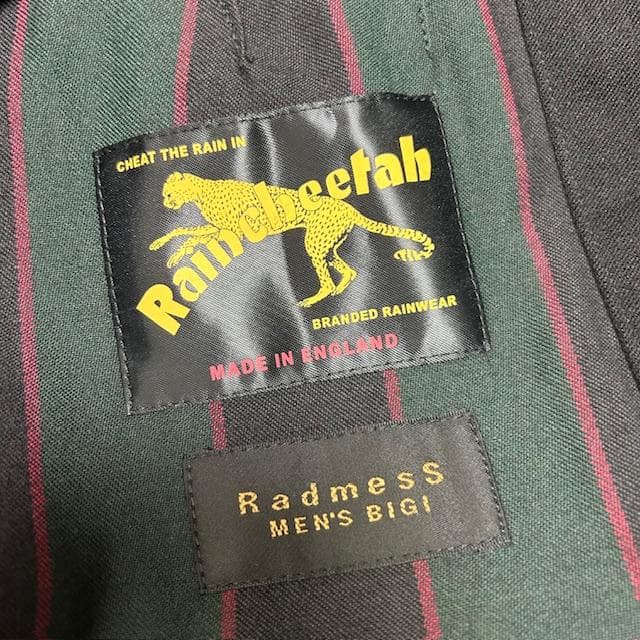 CHEAT THE RAIN IN
Raincheetah
BRANDED RAINWEAR
MADE IN ENGLAND
RadmesS
MEN'S BIGI